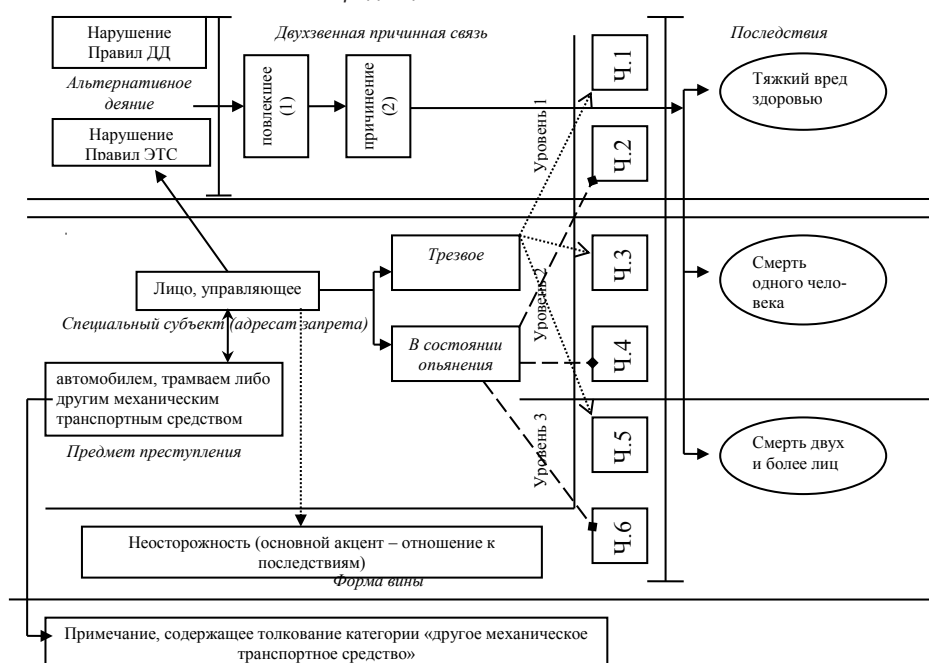 Нарушение
Правил ДД
Двухзвенная причинная связь
Последствия
Альтернативное
деяние
повлекшее
(1)
причинение
(2)
Уровень 1
Ч.1
Тяжкий вред
здоровью
Нарушение
Правил ЭТС
Ч.2
Трезвое
Ч.3
Смерть
одного чело-
века
Лицо, управляющее
Уровень 2
Специальный субъект (адресат запрета)
В состоянии
опьянения
Ч.4
автомобилем, трамваем либо
другим механическим
транспортным средством
Предмет преступления
Уровень 3
Ч.5
Смерть двух
и более лиц
Ч.6
Неосторожность (основной акцент – отношение к
последствиям)
Форма вины
Примечание, содержащее толкование категории «другое механическое
транспортное средство»